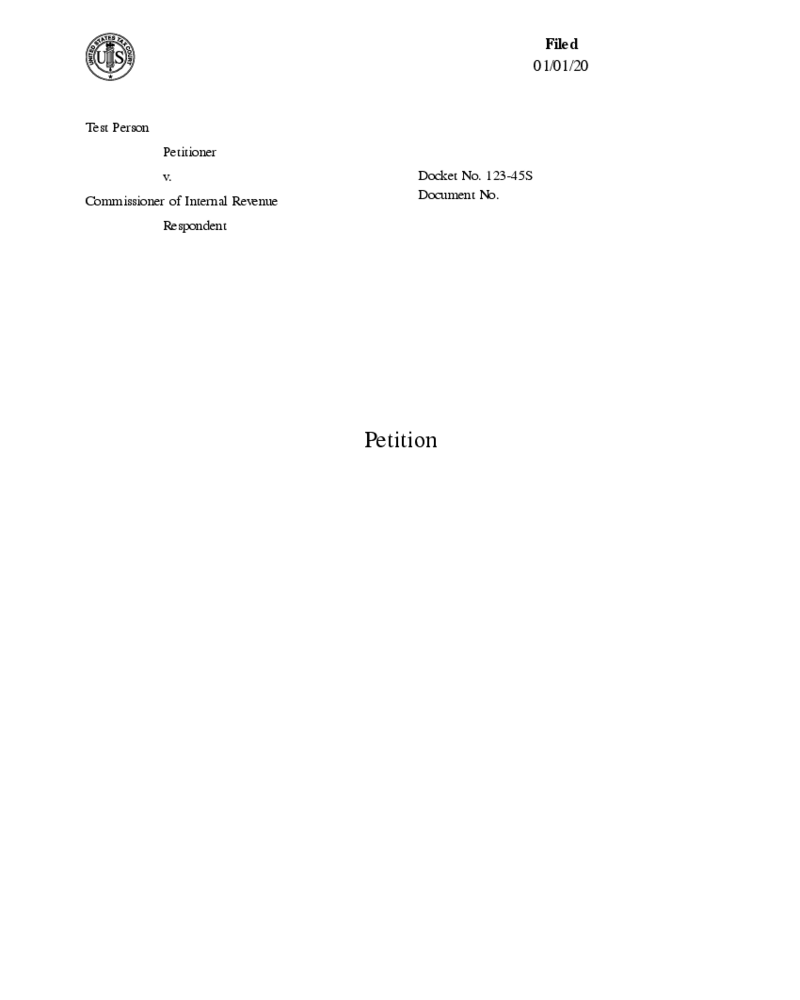 UNITED STATES TAX COURT
US
Filed
01/01/20
Test Person
Petitioner
v.
Docket No. 123-45S
Document No.
Commissioner of Internal Revenue
Respondent
Petition